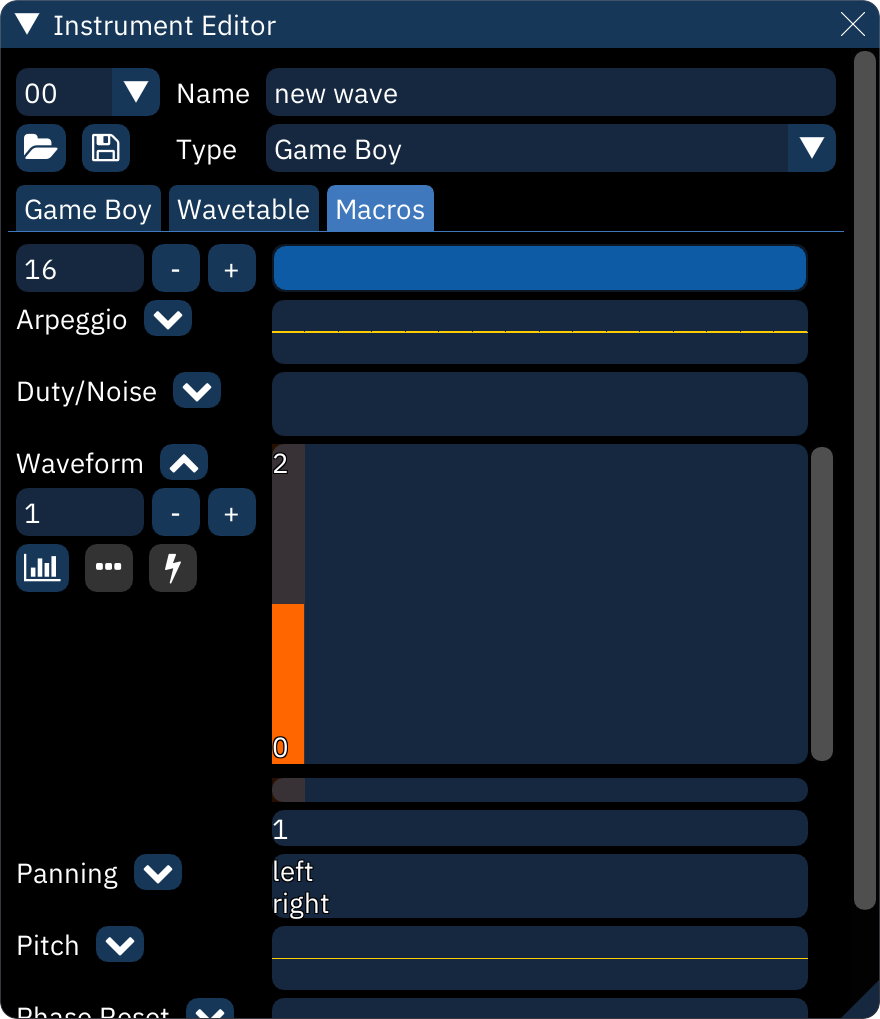 Instrument Editor
00 Name new wave
Type Game Boy
Game Boy Wavetable Macros
16 - +
Arpeggio
Duty/Noise
Waveform 2
1 - +
0
1
Panning left
right
Pitch
Phase Reset